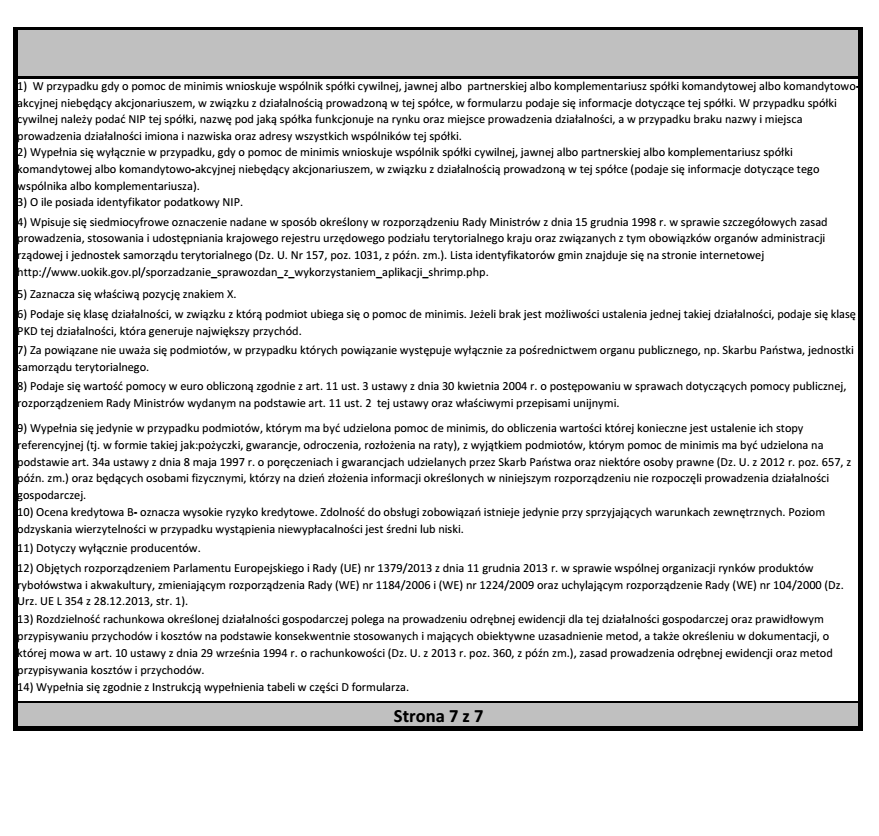 1)  W przypadku gdy o pomoc de minimis wnioskuje wspólnik spółki cywilnej, jawnej albo  partnerskiej albo komplementariusz spółki komandytowej albo komandytowo-
akcyjnej niebędący akcjonariuszem, w związku z działalnością prowadzoną w tej spółce, w formularzu podaje się informacje dotyczące tej spółki. W przypadku spółki
cywilnej należy podać NIP tej spółki, nazwę pod jaką spółka funkcjonuje na rynku oraz miejsce prowadzenia działalności, a w przypadku braku nazwy i miejsca
prowadzenia działalności imiona i nazwiska oraz adresy wszystkich wspólników tej spółki.
2) Wypełnia się wyłącznie w przypadku, gdy o pomoc de minimis wnioskuje wspólnik spółki cywilnej, jawnej albo partnerskiej albo komplementariusz spółki
komandytowej albo komandytowo-akcyjnej niebędący akcjonariuszem, w związku z działalnością prowadzoną w tej spółce (podaje się informacje dotyczące tego
wspólnika albo komplementariusza).
3) O ile posiada identyfikator podatkowy NIP.
4) Wpisuje się siedmiocyfrowe oznaczenie nadane w sposób określony w rozporządzeniu Rady Ministrów z dnia 15 grudnia 1998 r. w sprawie szczegółowych zasad
prowadzenia, stosowania i udostępniania krajowego rejestru urzędowego podziału terytorialnego kraju oraz związanych z tym obowiązków organów administracji
rządowej i jednostek samorządu terytorialnego (Dz. U. Nr 157, poz. 1031, z późn. zm.). Lista identyfikatorów gmin znajduje się na stronie internetowej
http://www.uokik.gov.pl/sporzadzanie_sprawozdan_z_wykorzystaniem_aplikacji_shrimp.php.
5) Zaznacza się właściwą pozycję znakiem X.
6) Podaje się klasę działalności, w związku z którą podmiot ubiega się o pomoc de minimis. Jeżeli brak jest możliwości ustalenia jednej takiej działalności, podaje się klasę
PKD tej działalności, która generuje największy przychód.
7) Za powiązane nie uważa się podmiotów, w przypadku których powiązanie występuje wyłącznie za pośrednictwem organu publicznego, np. Skarbu Państwa, jednostki
samorządu terytorialnego.
8) Podaje się wartość pomocy w euro obliczoną zgodnie z art. 11 ust. 3 ustawy z dnia 30 kwietnia 2004 r. o postępowaniu w sprawach dotyczących pomocy publicznej,
rozporządzeniem Rady Ministrów wydanym na podstawie art. 11 ust. 2  tej ustawy oraz właściwymi przepisami unijnymi.
9) Wypełnia się jedynie w przypadku podmiotów, którym ma być udzielona pomoc de minimis, do obliczenia wartości której konieczne jest ustalenie ich stopy
referencyjnej (tj. w formie takiej jak:pożyczki, gwarancje, odroczenia, rozłożenia na raty), z wyjątkiem podmiotów, którym pomoc de minimis ma być udzielona na
podstawie art. 34a ustawy z dnia 8 maja 1997 r. o poręczeniach i gwarancjach udzielanych przez Skarb Państwa oraz niektóre osoby prawne (Dz. U. z 2012 r. poz. 657, z
późn. zm.) oraz będących osobami fizycznymi, którzy na dzień złożenia informacji określonych w niniejszym rozporządzeniu nie rozpoczęli prowadzenia działalności
gospodarczej.
10) Ocena kredytowa B- oznacza wysokie ryzyko kredytowe. Zdolność do obsługi zobowiązań istnieje jedynie przy sprzyjających warunkach zewnętrznych. Poziom
odzyskania wierzytelności w przypadku wystąpienia niewypłacalności jest średni lub niski.
11) Dotyczy wyłącznie producentów.
12) Objętych rozporządzeniem Parlamentu Europejskiego i Rady (UE) nr 1379/2013 z dnia 11 grudnia 2013 r. w sprawie wspólnej organizacji rynków produktów
rybołówstwa i akwakultury, zmieniającym rozporządzenia Rady (WE) nr 1184/2006 i (WE) nr 1224/2009 oraz uchylającym rozporządzenie Rady (WE) nr 104/2000 (Dz.
Urz. UE L 354 z 28.12.2013, str. 1).
13) Rozdzielność rachunkowa określonej działalności gospodarczej polega na prowadzeniu odrębnej ewidencji dla tej działalności gospodarczej oraz prawidłowym
przypisywaniu przychodów i kosztów na podstawie konsekwentnie stosowanych i mających obiektywne uzasadnienie metod, a także określeniu w dokumentacji, o
której mowa w art. 10 ustawy z dnia 29 września 1994 r. o rachunkowości (Dz. U. z 2013 r. poz. 360, z późn zm.), zasad prowadzenia odrębnej ewidencji oraz metod
przypisywania kosztów i przychodów.
14) Wypełnia się zgodnie z Instrukcją wypełnienia tabeli w części D formularza.
Strona 7 z 7